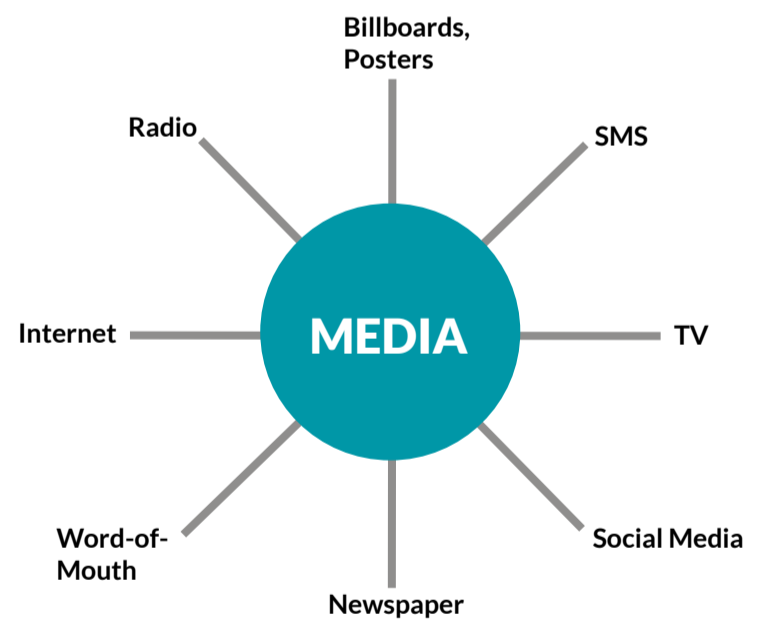 Billboards,
Posters
Radio
SMS
Internet
MEDIA
TV
Word-of-
Mouth
Social Media
Newspaper